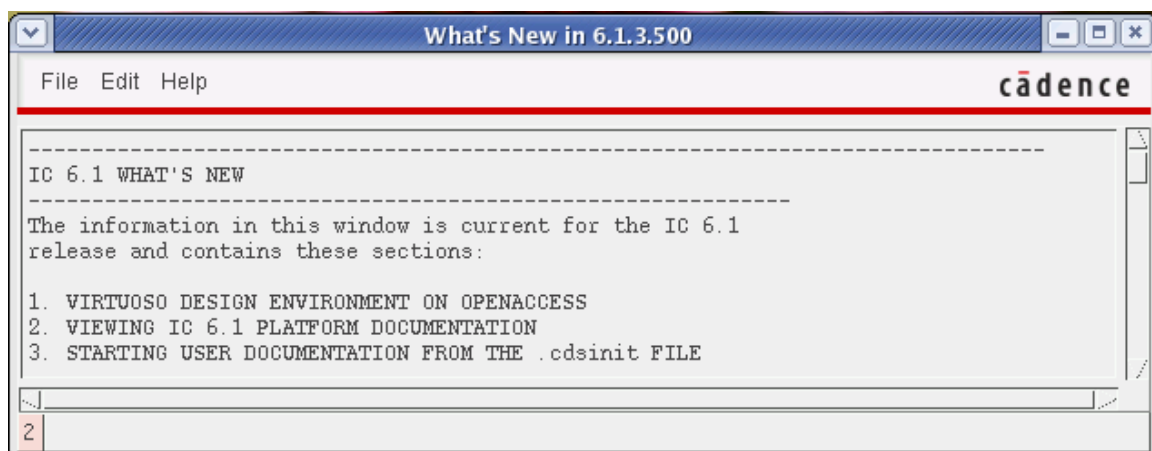 What's New in 6.1.3.500
File Edit Help
cādence
--------------------------------------------------------------------------------
IC 6.1 WHAT'S NEW
------------------------------------------------------------
The information in this window is current for the IC 6.1
release and contains these sections:
1. VIRTUOSO DESIGN ENVIRONMENT ON OPENACCESS
2. VIEWING IC 6.1 PLATFORM DOCUMENTATION
3. STARTING USER DOCUMENTATION FROM THE .cdsinit FILE
2